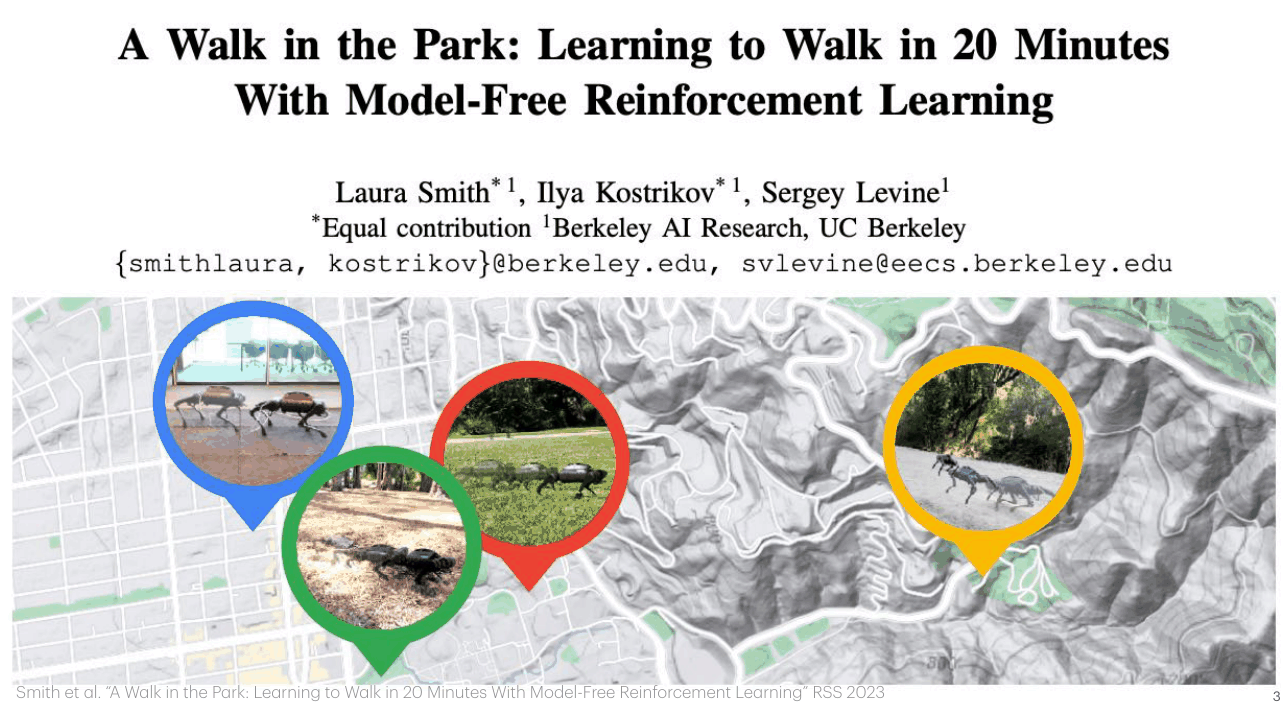 A Walk in the Park: Learning to Walk in 20 Minutes
With Model-Free Reinforcement Learning
Laura Smith* 1, Ilya Kostrikov* 1, Sergey Levine1
*Equal contribution 1Berkeley AI Research, UC Berkeley
{smithlaura, kostrikov}@berkeley.edu, svlevine@eecs.berkeley.edu
Smith et al. “A Walk in the Park: Learning to Walk in 20 Minutes With Model-Free Reinforcement Learning” RSS 2023
3